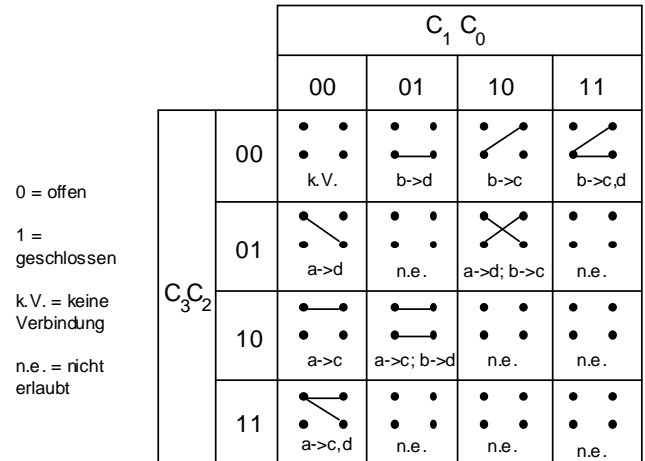 C₁ C₀
00 01 10 11
00
k.V. b->d b->c b->c,d
0 = offen
1 =
geschlossen
k.V. = keine
Verbindung
n.e. = nicht
erlaubt
C₃C₂
01
a->d n.e. a->d; b->c n.e.
10
a->c a->c; b->d n.e. n.e.
11
a->c,d n.e. n.e. n.e.